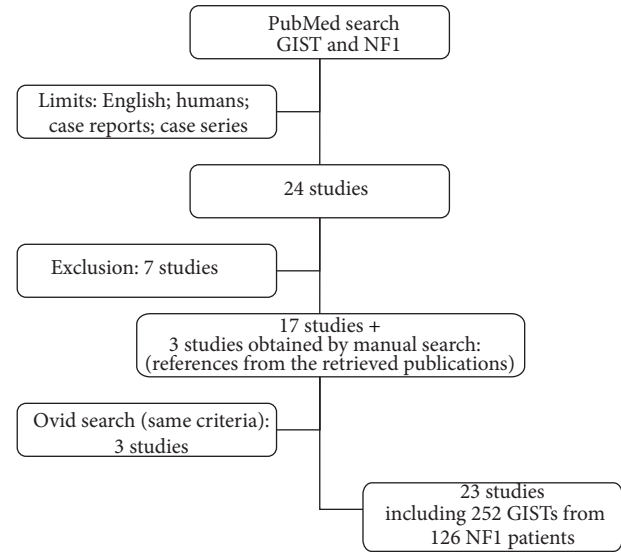 PubMed search
GIST and NF1
Limits: English; humans;
case reports; case series
24 studies
Exclusion: 7 studies
17 studies +
3 studies obtained by manual search:
(references from the retrieved publications)
Ovid search (same criteria):
3 studies
23 studies
including 252 GISTs from
126 NF1 patients